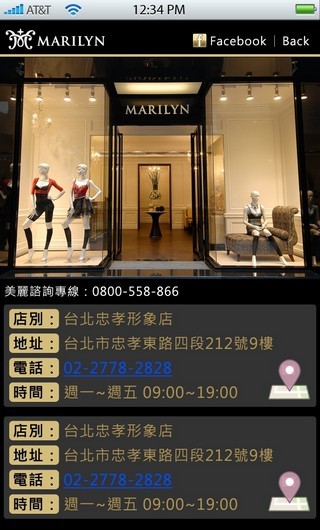 AT&T 12:34 PM
MARILYN Facebook | Back
MARILYN
美麗諮詢專線：0800-558-866
店別： 台北忠孝形象店
地址： 台北市忠孝東路四段212號9樓
電話： 02-2778-2828
時間： 週一~週五 09:00~19:00
店別： 台北忠孝形象店
地址： 台北市忠孝東路四段212號9樓
電話： 02-2778-2828
時間： 週一~週五 09:00~19:00